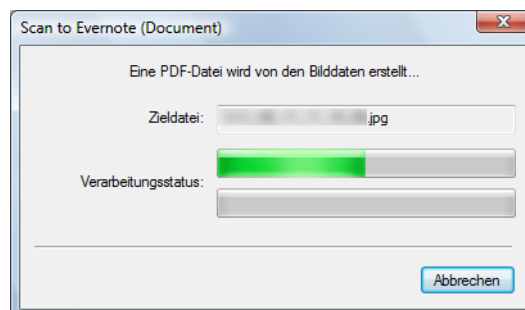 Scan to Evernote (Document)
Eine PDF-Datei wird von den Bilddaten erstellt...
Zieldatei: .jpg
Verarbeitungsstatus:
Abbrechen